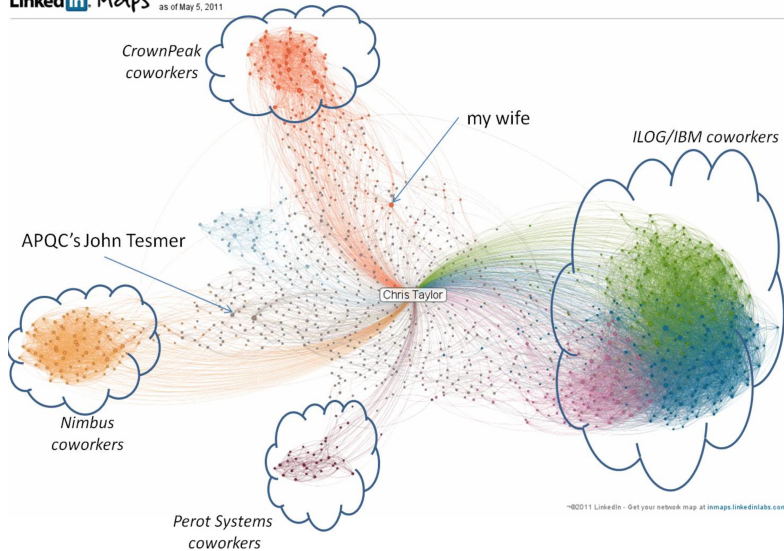 LinkedIn. Maps as of May 5, 2011
CrownPeak
coworkers
my wife
ILOG/IBM coworkers
APQC's John Tesmer
Chris Taylor
Nimbus
coworkers
Perot Systems
coworkers
©2011 LinkedIn - Get your network map at inmaps.linkedinlabs.com